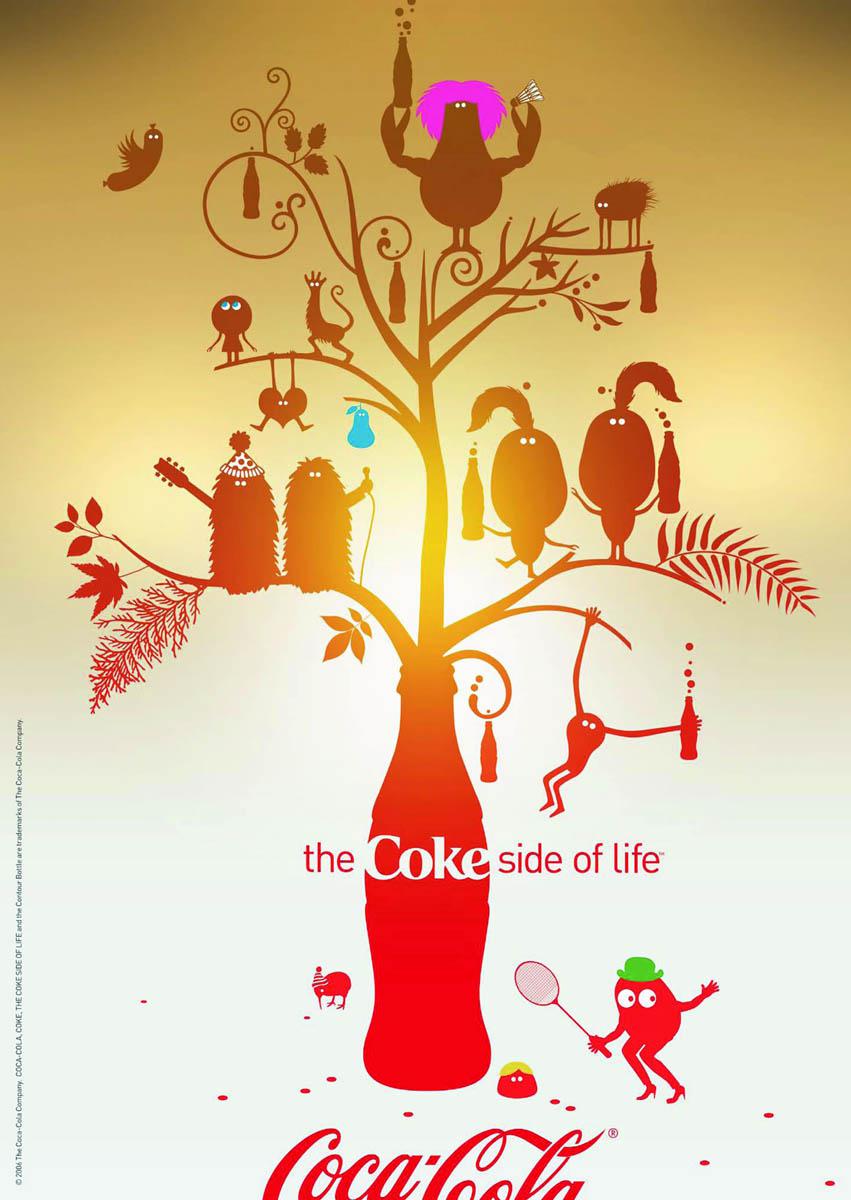 the Coke side of life™
Coca-Cola®
© 2006 The Coca-Cola Company. COCA-COLA, COKE, THE COKE SIDE OF LIFE and the Contour Bottle are trademarks of The Coca-Cola Company.